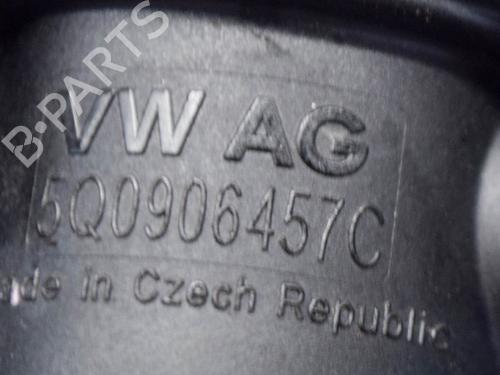 B-PARTS
VW AG
5Q0906457C
ade in Czech Republic